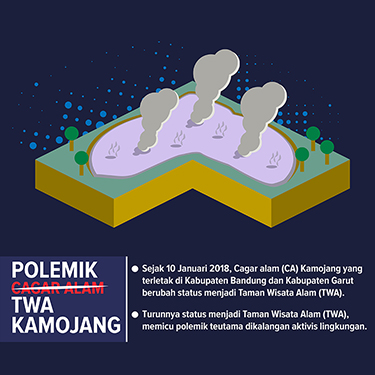 POLEMIK
CAGAR ALAM
TWA
KAMOJANG
Sejak 10 Januari 2018, Cagar alam (CA) Kamojang yang
terletak di Kabupaten Bandung dan Kabupaten Garut
berubah status menjadi Taman Wisata Alam (TWA).
Turunnya status menjadi Taman Wisata Alam (TWA),
memicu polemik teutama dikalangan aktivis lingkungan.